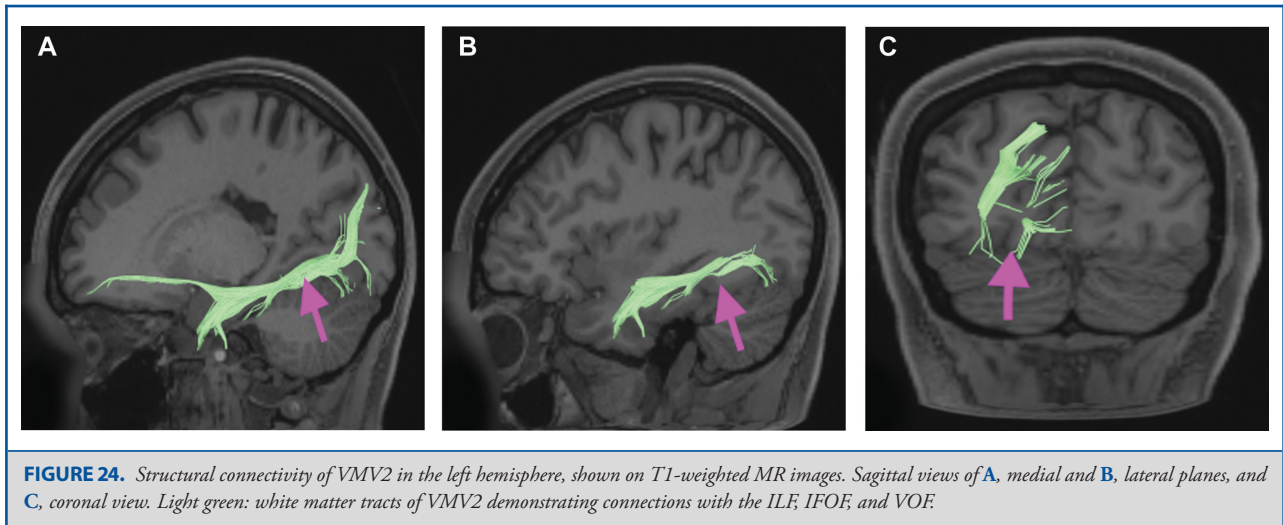 A
B
C
FIGURE 24. Structural connectivity of VMV2 in the left hemisphere, shown on T1-weighted MR images. Sagittal views of A, medial and B, lateral planes, and
C, coronal view. Light green: white matter tracts of VMV2 demonstrating connections with the ILF, IFOF, and VOF.